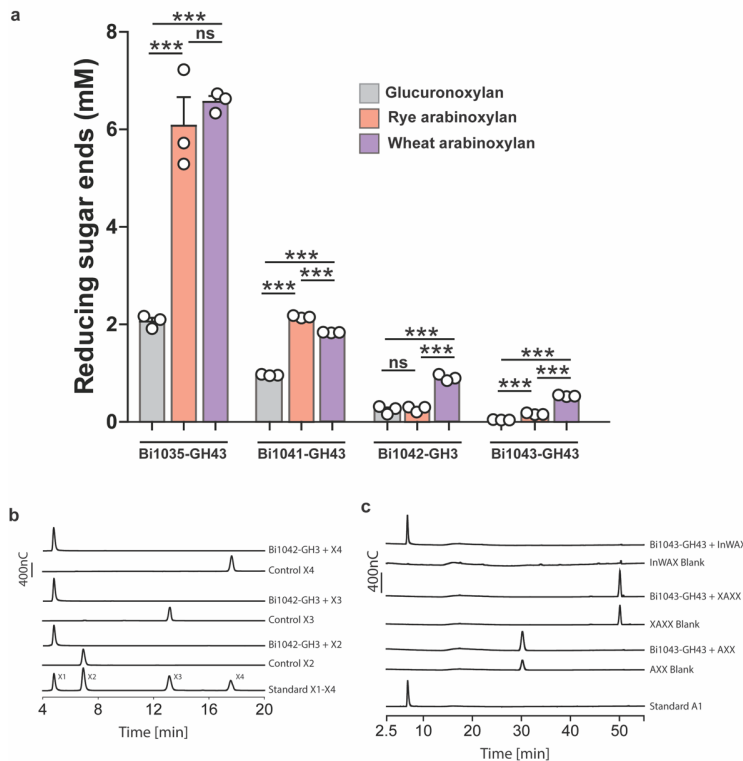 a
Reducing sugar ends (mM)
8
6
4
2
0
***
*** ns
***
*** ***
***
ns ***
***
*** ***
Glucuronoxylan
Rye arabinoxylan
Wheat arabinoxylan
Bi1035-GH43 Bi1041-GH43 Bi1042-GH3 Bi1043-GH43
b
400nC
Bi1042-GH3 + X4
Control X4
Bi1042-GH3 + X3
Control X3
Bi1042-GH3 + X2
Control X2
X1 X2 X3 X4
Standard X1-X4
4 8 12 16 20
Time [min]
c
400nC
Bi1043-GH43 + InWAX
InWAX Blank
Bi1043-GH43 + XAXX
XAXX Blank
Bi1043-GH43 + AXX
AXX Blank
Standard A1
2.5 10 20 30 40 50
Time [min]